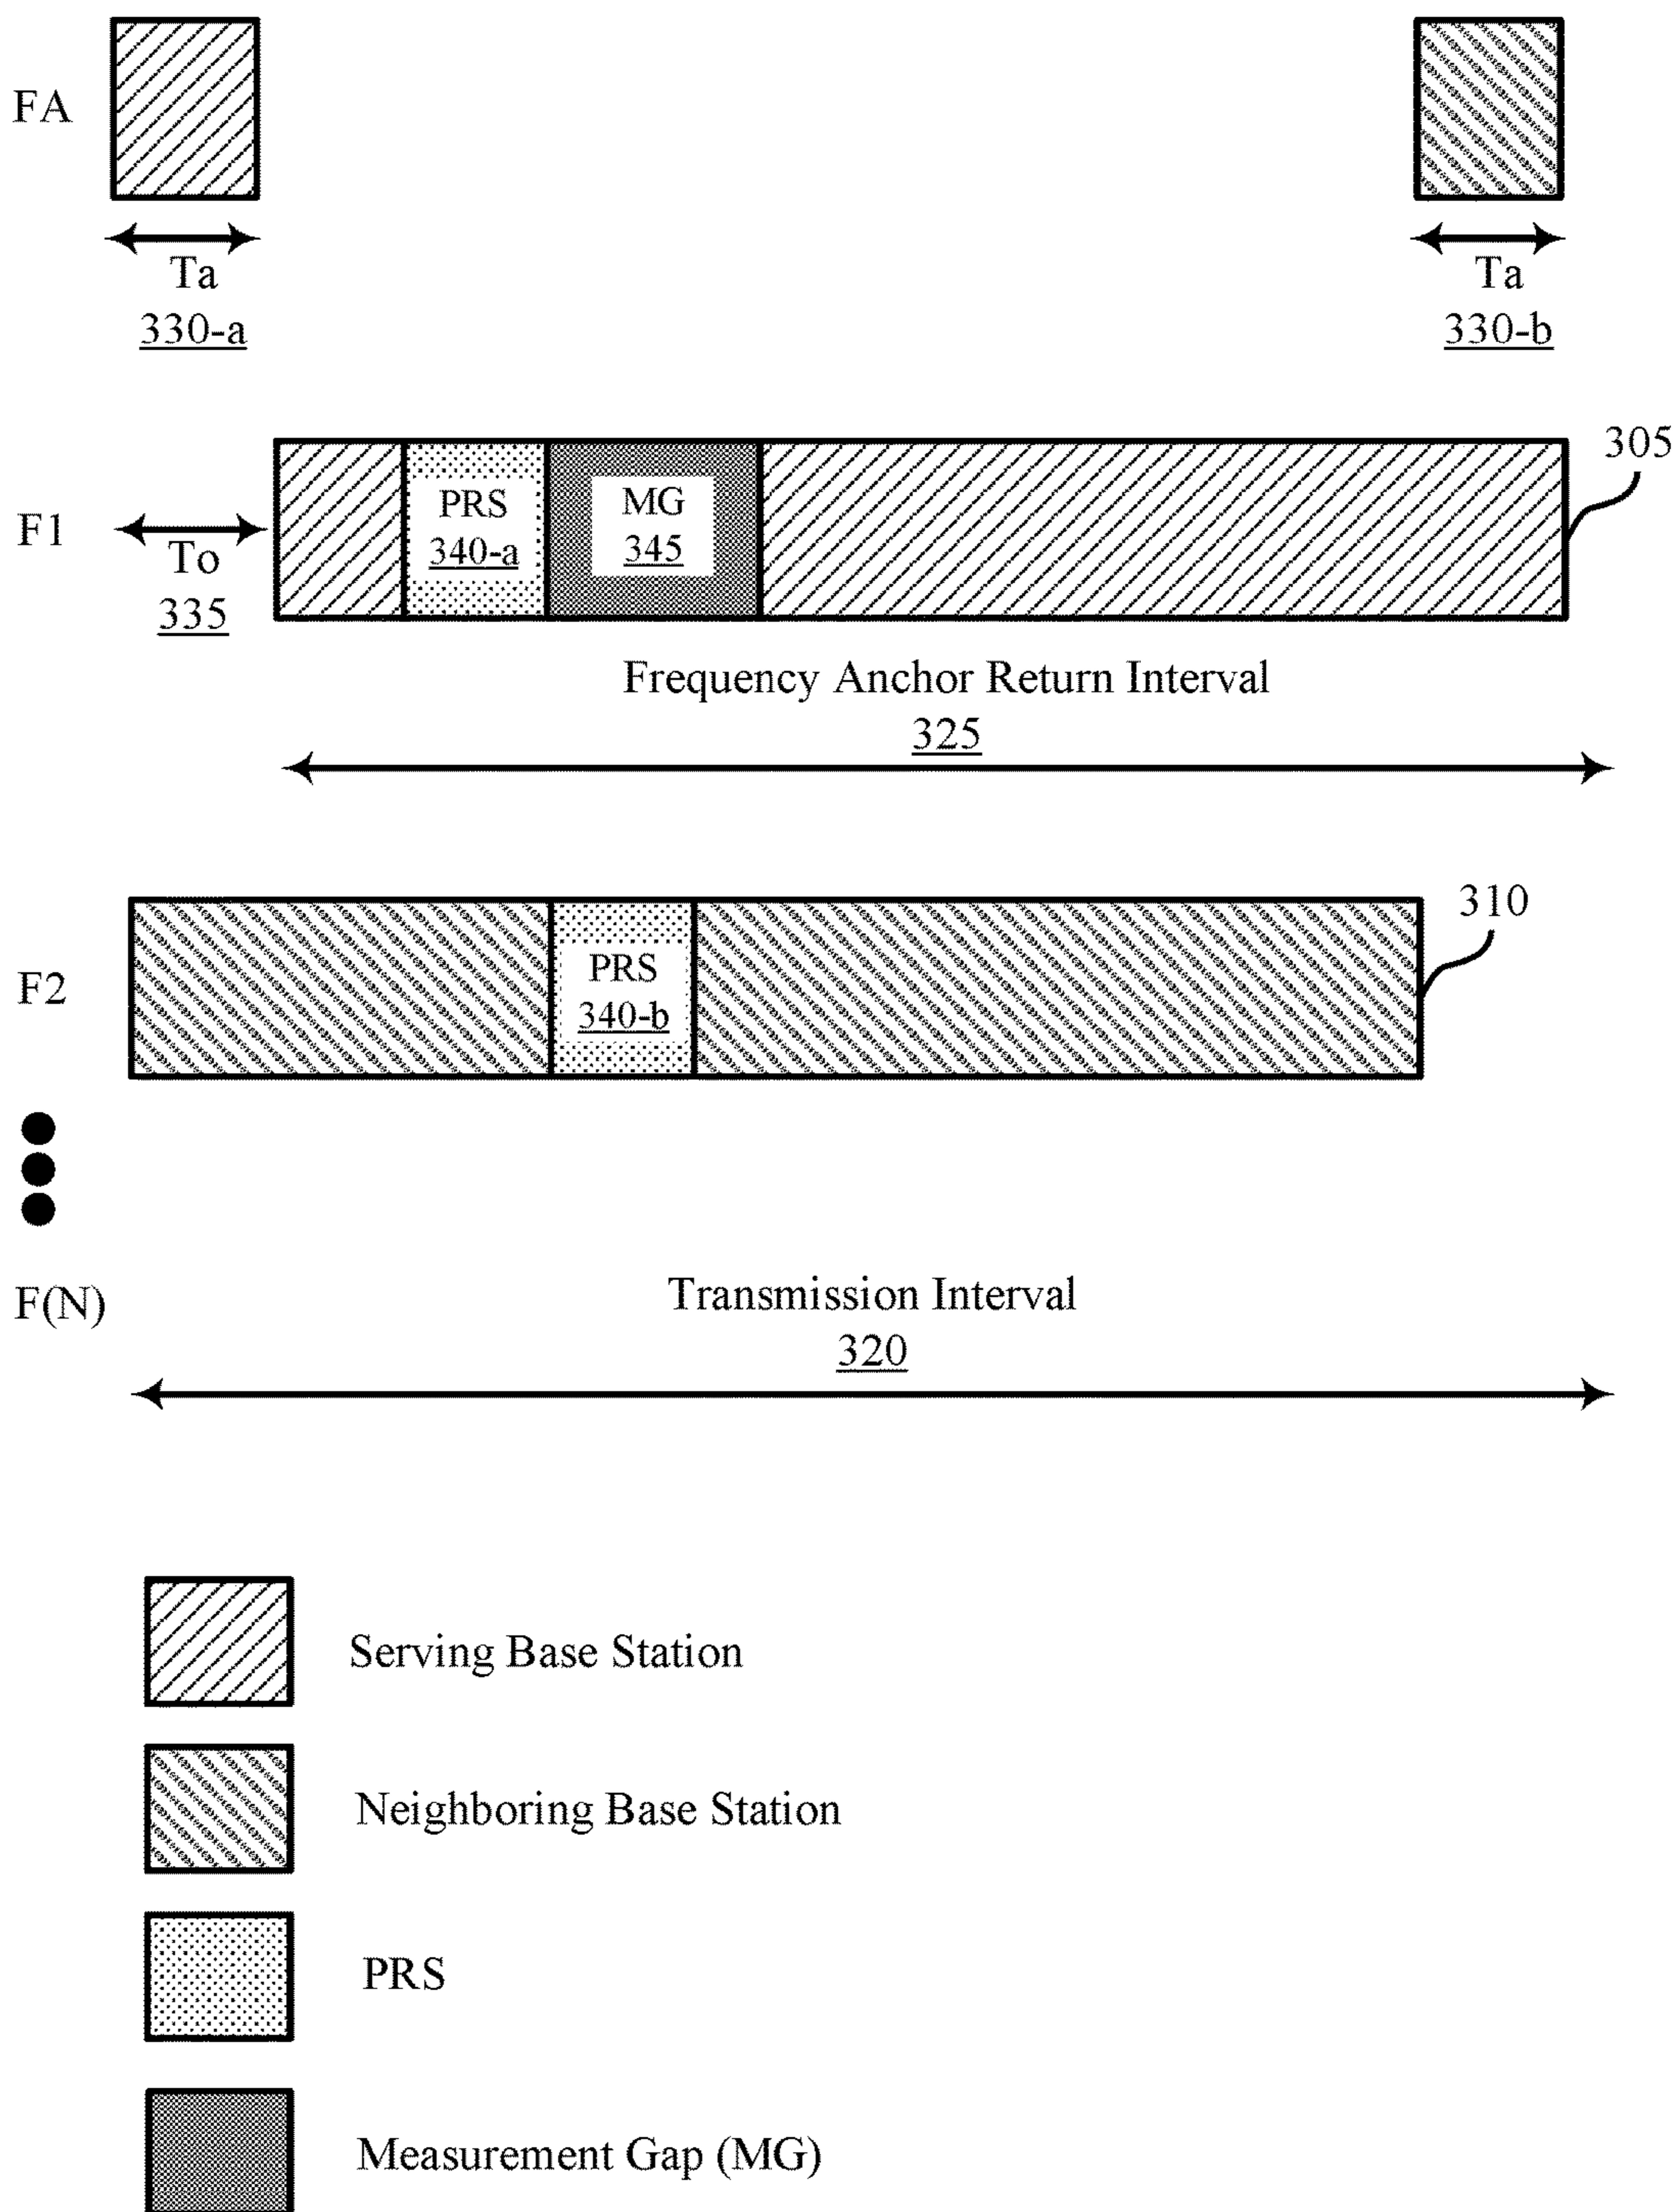 FA
Ta
330-a
Ta
330-b
305
F1
To
335
PRS
340-a
MG
345
Frequency Anchor Return Interval
325
310
F2
PRS
340-b
F(N)
Transmission Interval
320
Serving Base Station
Neighboring Base Station
PRS
Measurement Gap (MG)